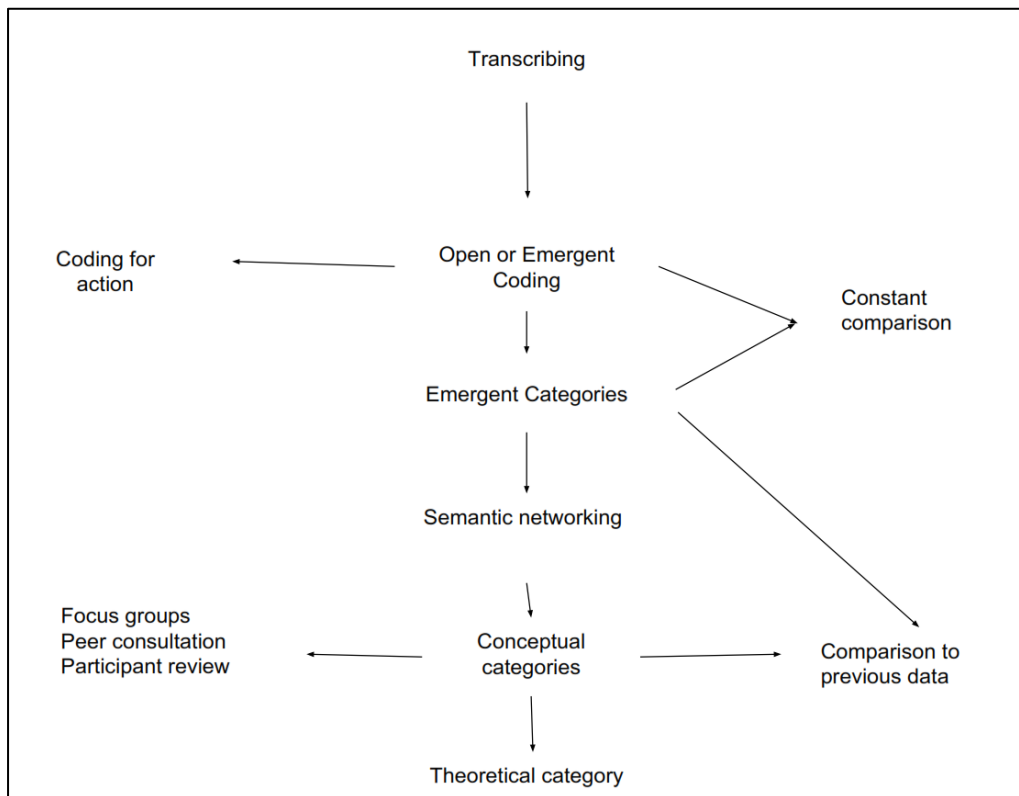 Transcribing
Coding for
action
Open or Emergent
Coding
Constant
comparison
Emergent Categories
Semantic networking
Focus groups
Peer consultation
Participant review
Conceptual
categories
Comparison to
previous data
Theoretical category